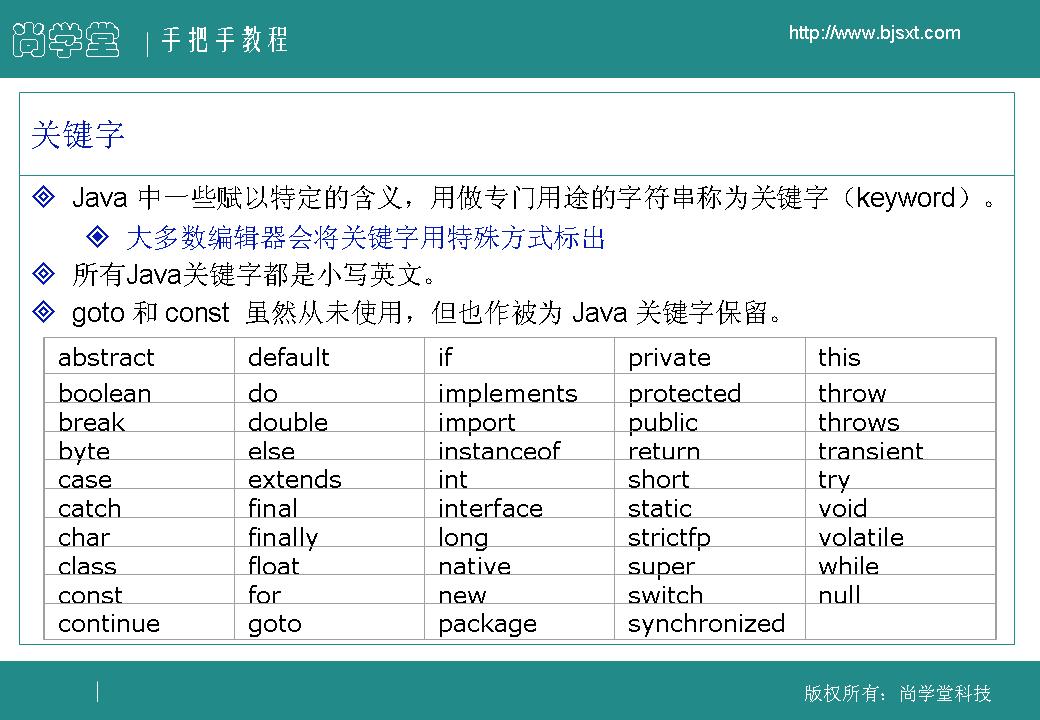 尚学堂 手把手教程 http://www.bjsxt.com
关键字
Java 中一些赋以特定的含义，用做专门用途的字符串称为关键字（keyword）。
大多数编辑器会将关键字用特殊方式标出
所有Java关键字都是小写英文。
goto 和 const 虽然从未使用，但也作被为 Java 关键字保留。
abstract default if private this
boolean do implements protected throw
break double import public throws
byte else instanceof return transient
case extends int short try
catch final interface static void
char finally long strictfp volatile
class float native super while
const for new switch null
continue goto package synchronized
版权所有：尚学堂科技